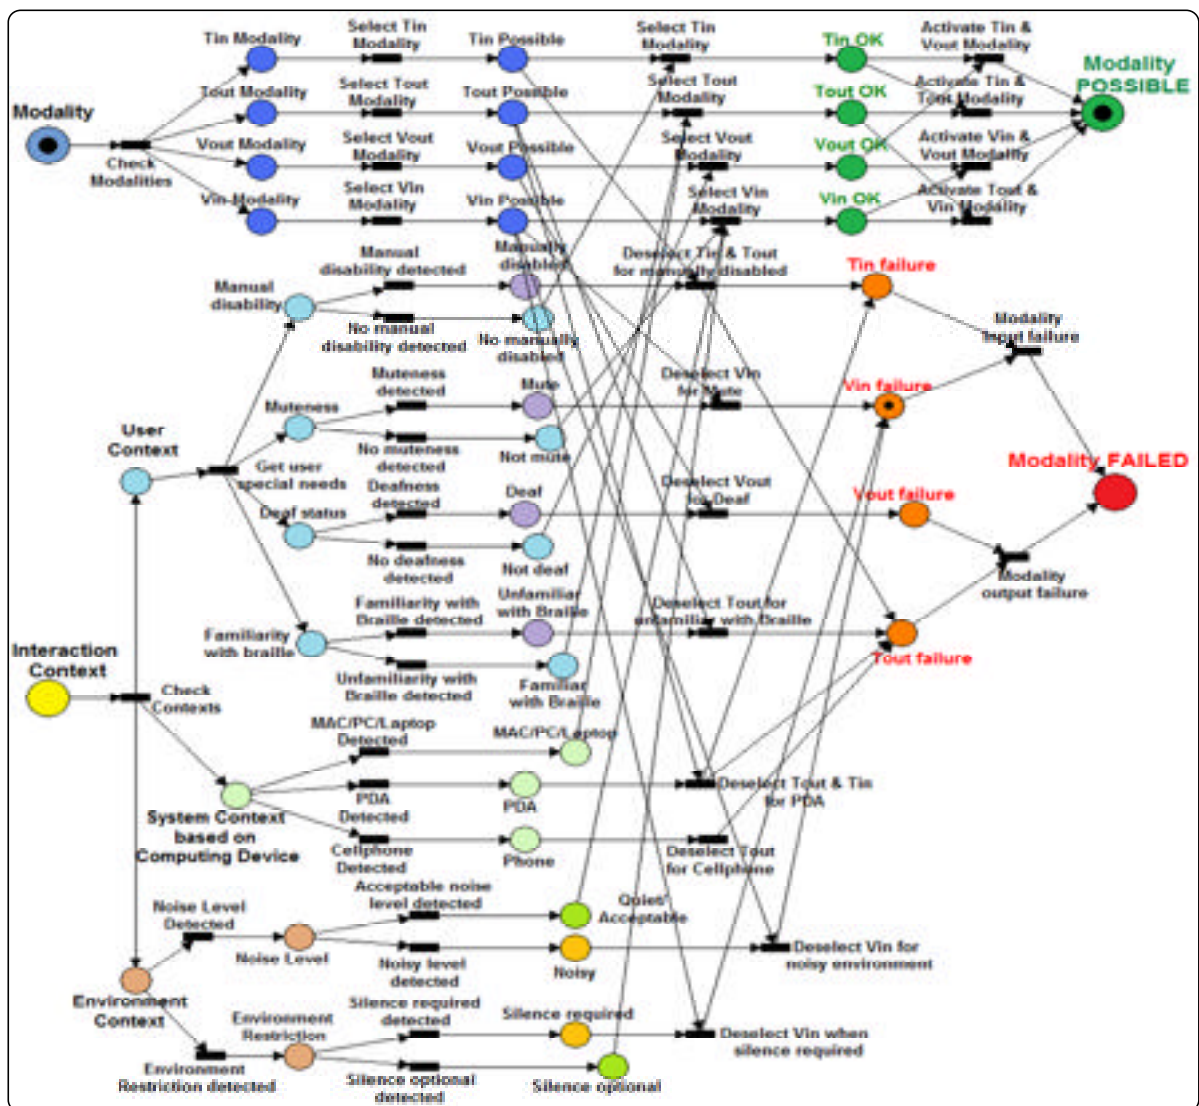 Tin Modality
Select Tin
Modality
Tin Possible
Select Tin
Modality
Tin OK
Activate Tin &
Vout Modality
Modality
POSSIBLE
Tout Modality
Select Tout
Modality
Tout Possible
Select Tout
Modality
Tout OK
Activate Tin &
Tout Modality
Modality
Check
Modalities
Vout Modality
Select Vout
Modality
Vout Possible
Select Vout
Modality
Vout OK
Activate Vin &
Vout Modality
Vin Modality
Select Vin
Modality
Vin Possible
Select Vin
Modality
Vin OK
Activate Tout &
Vin Modality
Manual
disability
Manual
disability detected
Manually
disabled
Deselect Tin & Tout
for manually disabled
Tin failure
No manual
disability detected
No manually
disabled
Modality
Input failure
Muteness
Muteness
detected
Mute
Deselect Vin
for Mute
Vin failure
No muteness
detected
Not mute
User
Context
Get user
special needs
Modality FAILED
Deaf status
Deafness
detected
Deaf
Deselect Vout
for Deaf
Vout failure
No deafness
detected
Not deaf
Modality
output failure
Familiarity
with braille
Familiarity with
Braille detected
Unfamiliar
with Braille
Deselect Tout for
unfamiliar with Braille
Tout failure
Unfamiliarity with
Braille detected
Familiar
with Braille
Interaction
Context
Check
Contexts
MAC/PC/Laptop
Detected
MAC/PC/Laptop
System Context
based on
Computing Device
PDA
Detected
PDA
Deselect Tout & Tin
for PDA
Cellphone
Detected
Phone
Deselect Tout
for Cellphone
Noise Level
Detected
Noise Level
Acceptable noise
level detected
Quiet/
Acceptable
Noisy level
detected
Noisy
Deselect Vin for
noisy environment
Environment
Context
Environment
Restriction detected
Environment
Restriction
Silence required
detected
Silence required
Deselect Vin when
silence required
Silence optional
detected
Silence optional